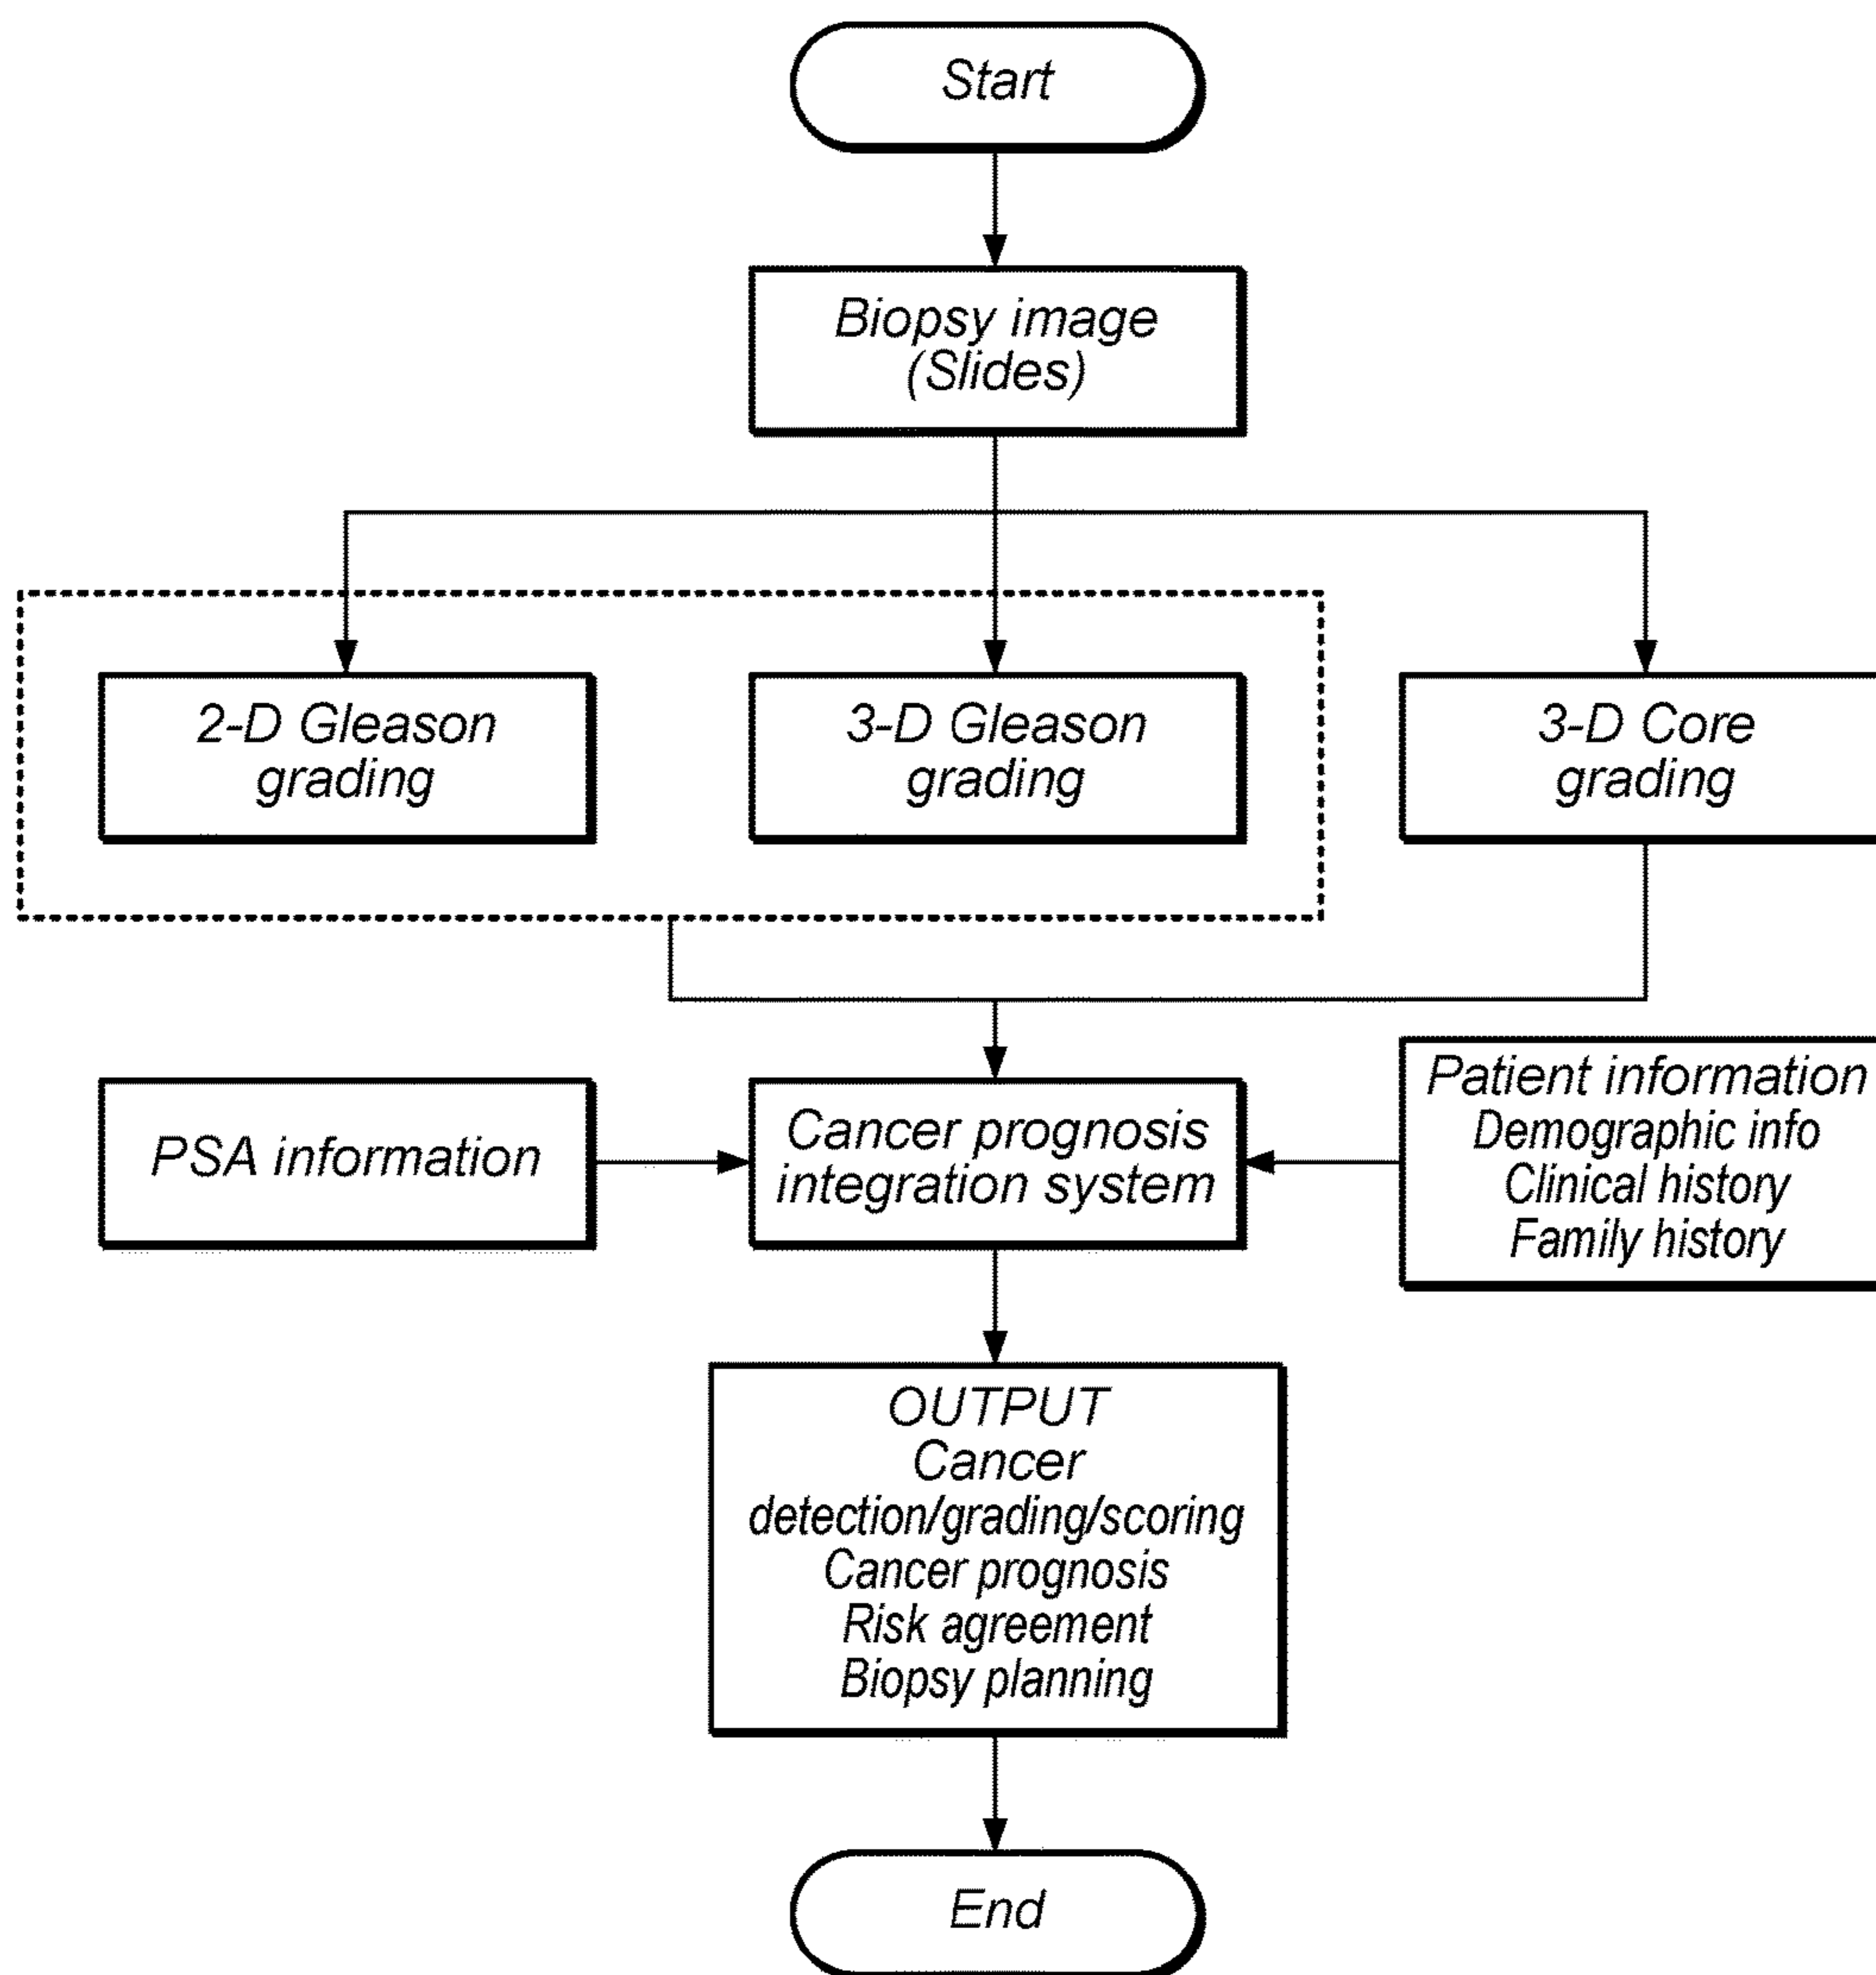 Start
Biopsy image
(Slides)
2-D Gleason
grading
3-D Gleason
grading
3-D Core
grading
PSA information
Cancer prognosis
integration system
Patient information
Demographic info
Clinical history
Family history
OUTPUT
Cancer
detection/grading/scoring
Cancer prognosis
Risk agreement
Biopsy planning
End